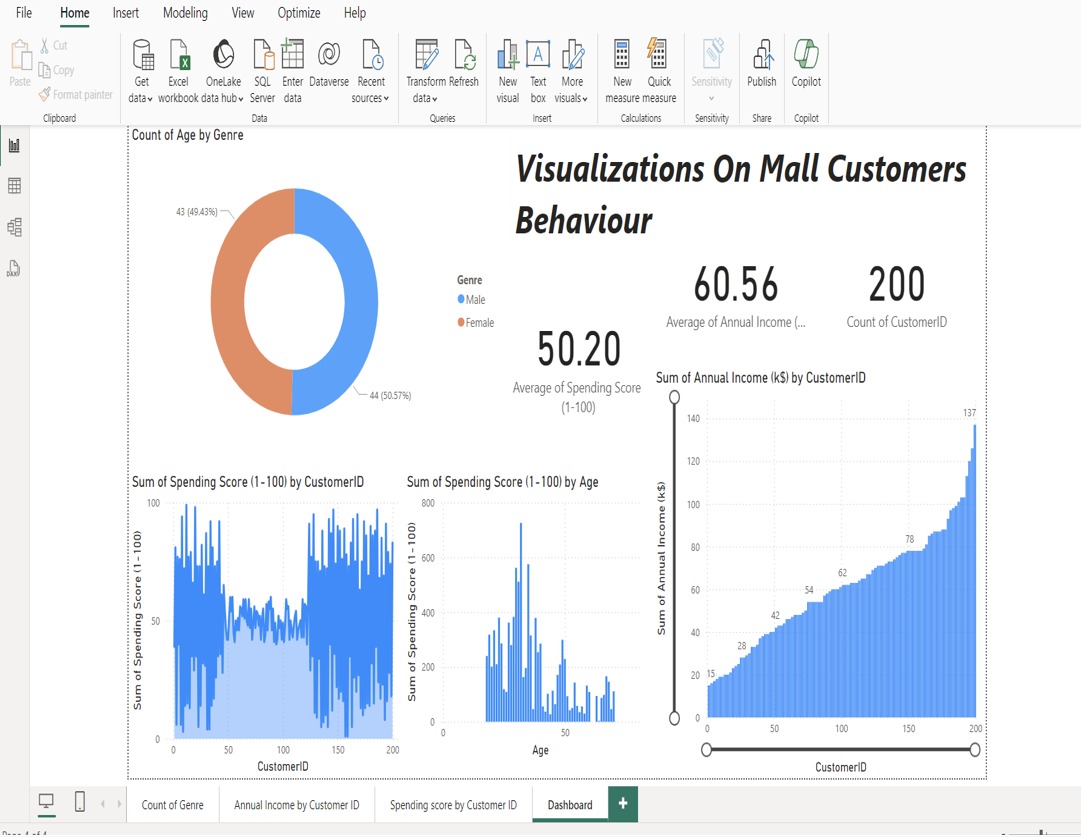 File Home Insert Modeling View Optimize Help
Paste
Cut
Copy
Format painter
Clipboard
Get data
Excel workbook
OneLake data hub
SQL Server
Enter data
Dataverse
Recent sources
Data
Transform data
Refresh
Queries
New visual
Text box
More visuals
Insert
New measure
Quick measure
Calculations
Sensitivity
Sensitivity
Publish
Share
Copilot
Copilot
Count of Age by Genre
43 (49.43%)
44 (50.57%)
Genre
Male
Female
Visualizations On Mall Customers
Behaviour
60.56
Average of Annual Income (...
200
Count of CustomerID
50.20
Average of Spending Score
(1-100)
Sum of Spending Score (1-100) by CustomerID
Sum of Spending Score (1-100)
100
50
0
0 50 100 150 200
CustomerID
Sum of Spending Score (1-100) by Age
Sum of Spending Score (1-100)
800
600
400
200
0
0 50
Age
Sum of Annual Income (k$) by CustomerID
Sum of Annual Income (k$)
140
120
100
80
60
40
20
0
15
28
42
54
62
78
137
0 50 100 150 200
CustomerID
Count of Genre
Annual Income by Customer ID
Spending score by Customer ID
Dashboard
+